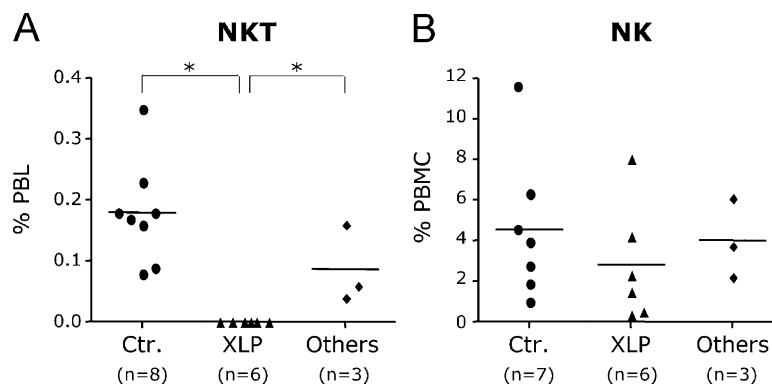 A
NKT
% PBL
0.4
0.3
0.2
0.1
0.0
*
*
Ctr.
XLP
Others
(n=8)
(n=6)
(n=3)
B
NK
% PBMC
12
10
8
6
4
2
0
Ctr.
XLP
Others
(n=7)
(n=6)
(n=3)